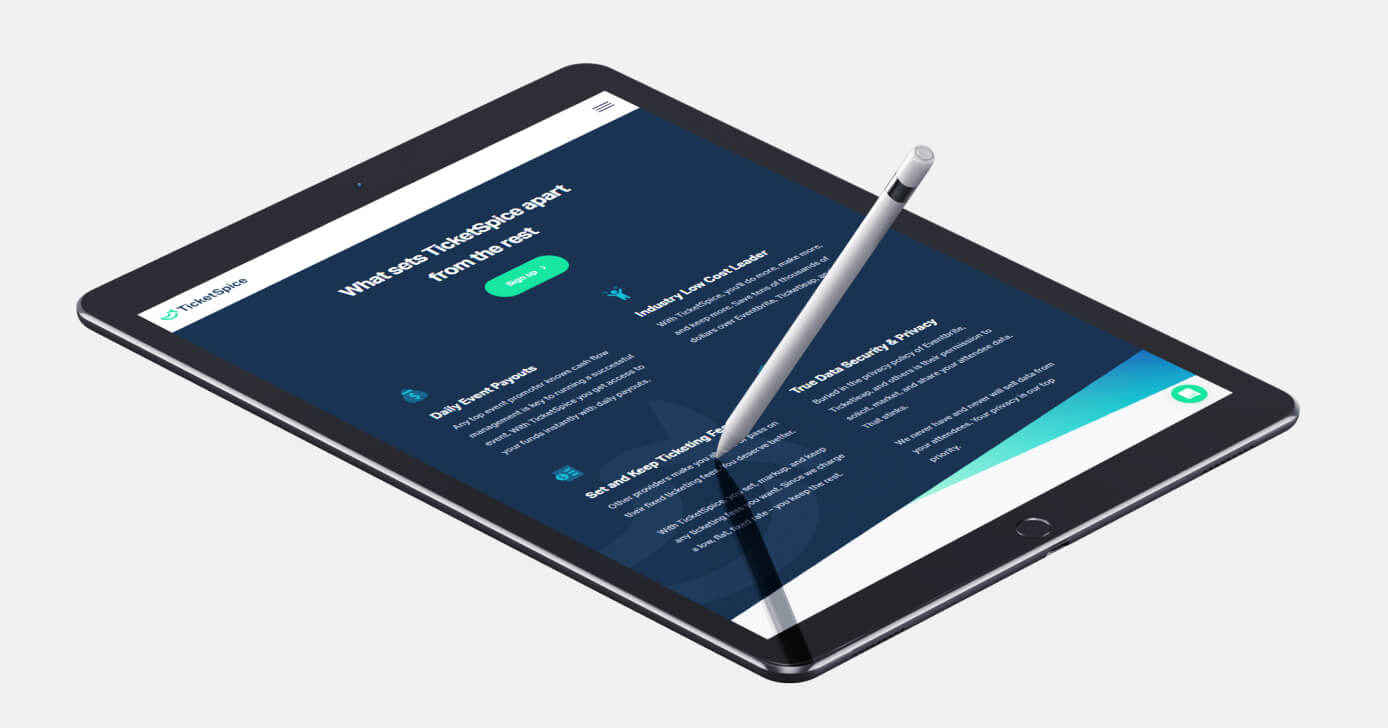 TicketSpice
What sets TicketSpice apart
from the rest
Sign up
Daily Event Payouts
Any top event promoter knows cash flow
management is key to running a successful
event. With TicketSpice you get access to
your funds instantly with daily payouts.
Industry Low Cost Leader
With TicketSpice, you'll do more, make more,
and keep more. Save tens of thousands of
dollars over Eventbrite, Ticketleap, and
Set and Keep Ticketing Fees
Other providers make you pass on
their fixed ticketing fees. You deserve better.
With TicketSpice, you set, markup, and keep
any ticketing fees you want. Since we charge
a low, flat, fixed rate – you keep the rest.
True Data Security & Privacy
Buried in the privacy policy of Eventbrite,
Ticketleap, and others is their permission to
solicit, market, and share your attendee data.
That stinks.
We never have and never will sell data from
your attendees. Your privacy is our top
priority.